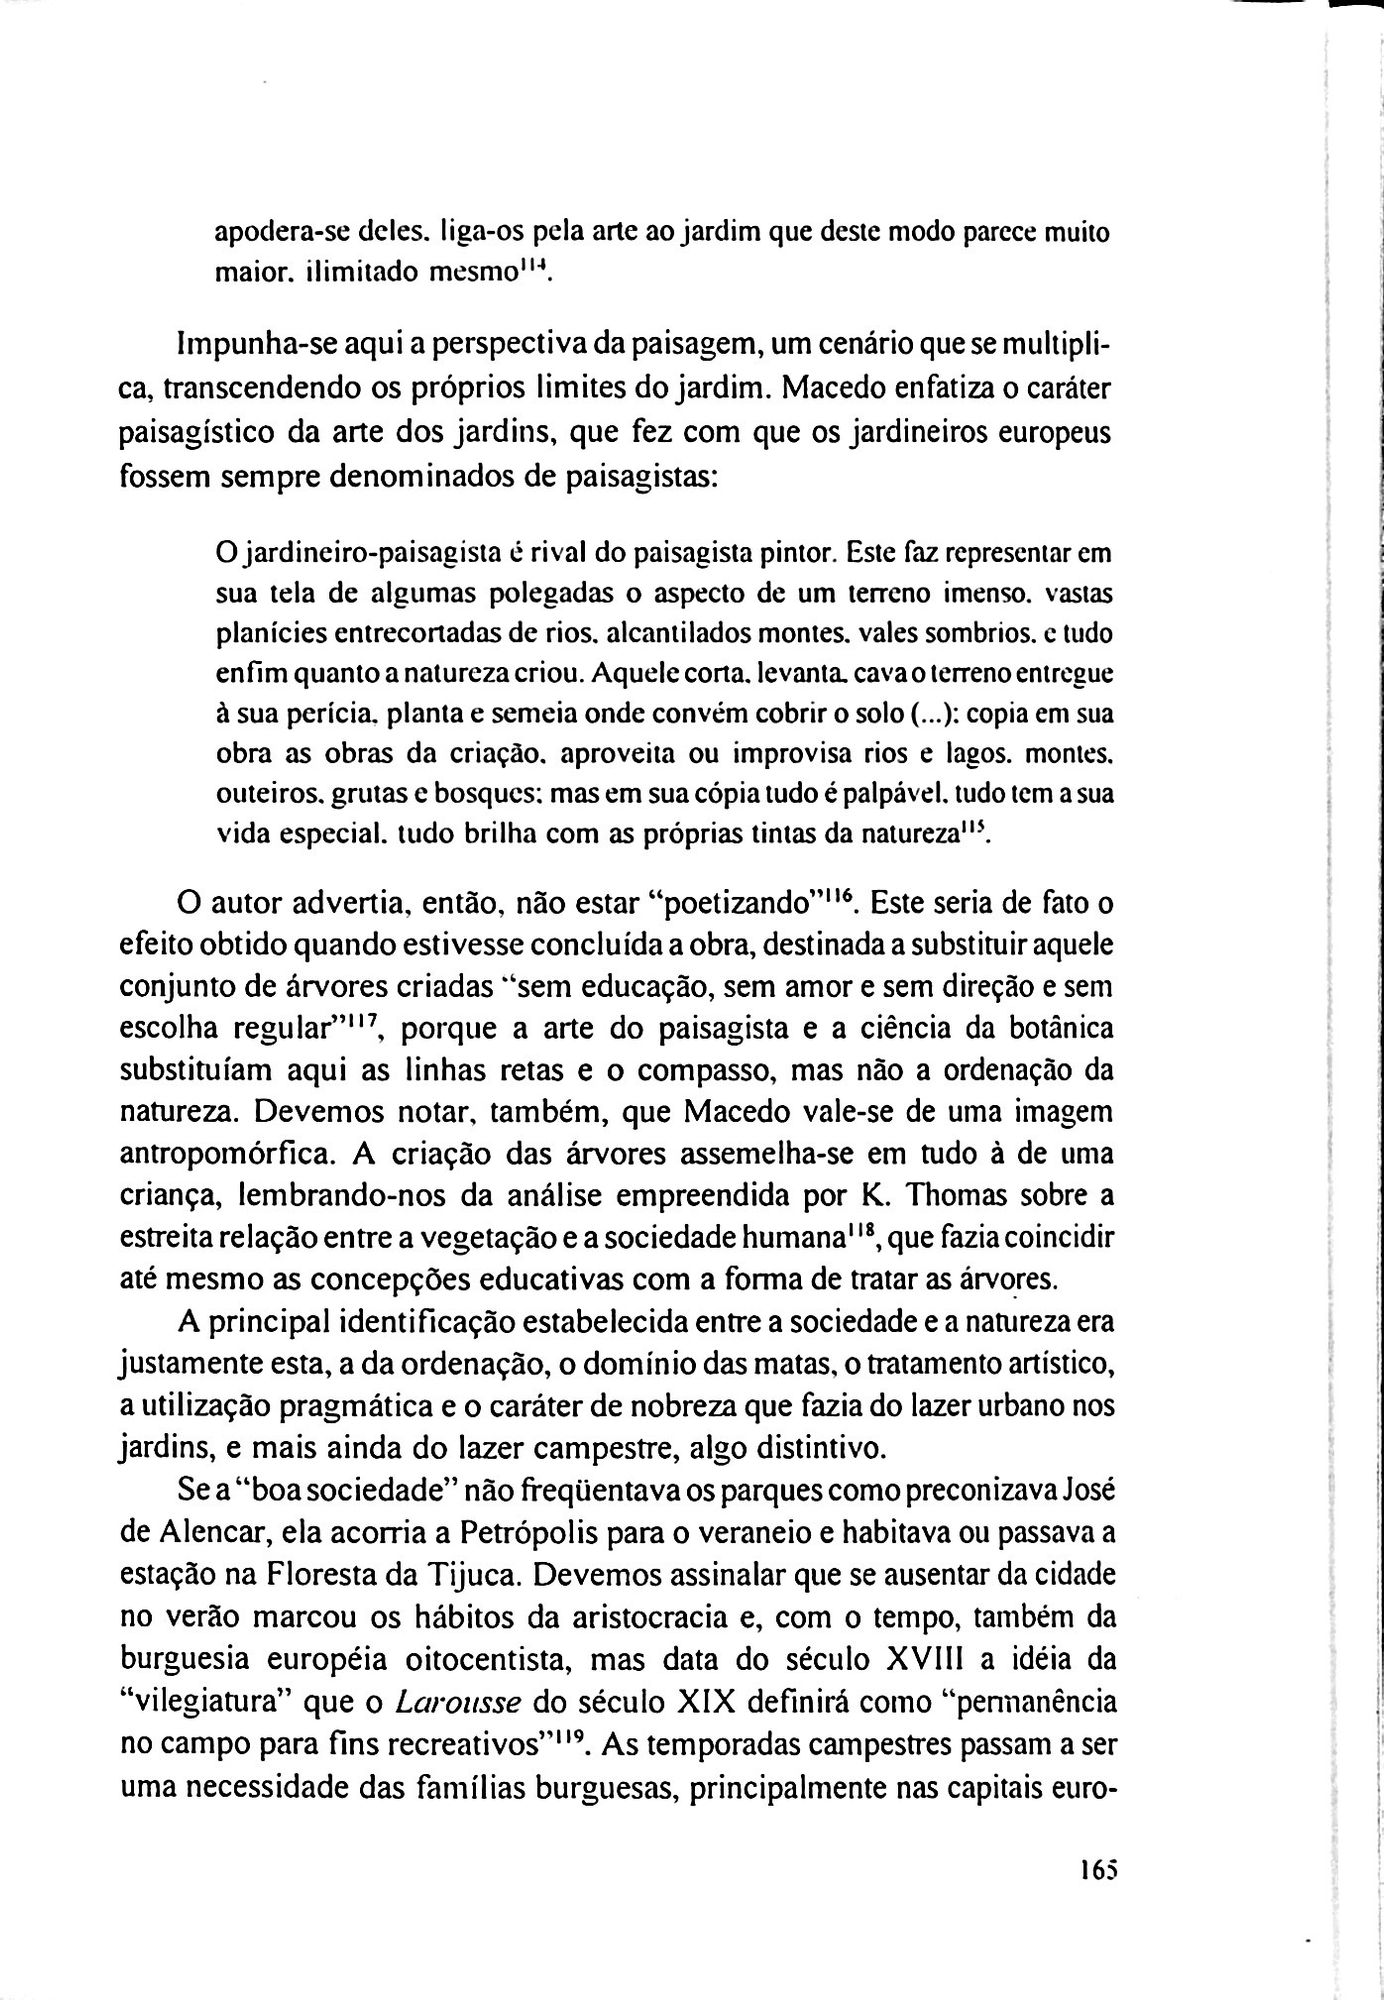 apodera-se deles. liga-os pela arte ao jardim que deste modo parece muito
maior. ilimitado mesmo¹¹⁴.
Impunha-se aqui a perspectiva da paisagem, um cenário que se multipli-
ca, transcendendo os próprios limites do jardim. Macedo enfatiza o caráter
paisagístico da arte dos jardins, que fez com que os jardineiros europeus
fossem sempre denominados de paisagistas:
O jardineiro-paisagista é rival do paisagista pintor. Este faz representar em
sua tela de algumas polegadas o aspecto de um terreno imenso. vastas
planícies entrecortadas de rios. alcantilados montes. vales sombrios. e tudo
enfim quanto a natureza criou. Aquele corta. levanta. cava o terreno entregue
à sua perícia. planta e semeia onde convém cobrir o solo (...): copia em sua
obra as obras da criação. aproveita ou improvisa rios e lagos. montes.
outeiros. grutas e bosques: mas em sua cópia tudo é palpável. tudo tem a sua
vida especial. tudo brilha com as próprias tintas da natureza¹¹⁵.
O autor advertia, então, não estar “poetizando”¹¹⁶. Este seria de fato o
efeito obtido quando estivesse concluída a obra, destinada a substituir aquele
conjunto de árvores criadas “sem educação, sem amor e sem direção e sem
escolha regular”¹¹⁷, porque a arte do paisagista e a ciência da botânica
substituíam aqui as linhas retas e o compasso, mas não a ordenação da
natureza. Devemos notar, também, que Macedo vale-se de uma imagem
antropomórfica. A criação das árvores assemelha-se em tudo à de uma
criança, lembrando-nos da análise empreendida por K. Thomas sobre a
estreita relação entre a vegetação e a sociedade humana¹¹⁸, que fazia coincidir
até mesmo as concepções educativas com a forma de tratar as árvores.
A principal identificação estabelecida entre a sociedade e a natureza era
justamente esta, a da ordenação, o domínio das matas, o tratamento artístico,
a utilização pragmática e o caráter de nobreza que fazia do lazer urbano nos
jardins, e mais ainda do lazer campestre, algo distintivo.
Se a “boa sociedade” não freqüentava os parques como preconizava José
de Alencar, ela acorria a Petrópolis para o veraneio e habitava ou passava a
estação na Floresta da Tijuca. Devemos assinalar que se ausentar da cidade
no verão marcou os hábitos da aristocracia e, com o tempo, também da
burguesia européia oitocentista, mas data do século XVIII a idéia da
“vilegiatura” que o Larousse do século XIX definirá como “permanência
no campo para fins recreativos”¹¹⁹. As temporadas campestres passam a ser
uma necessidade das famílias burguesas, principalmente nas capitais euro-
165